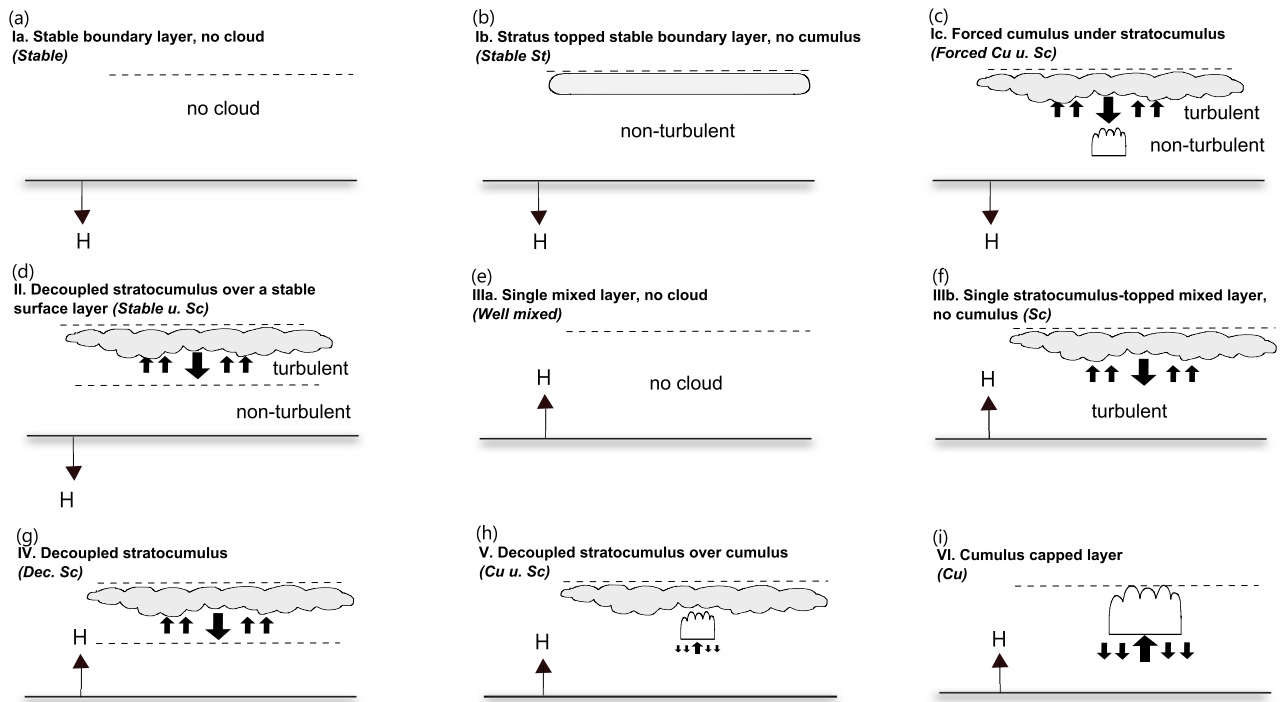 (a)
Ia. Stable boundary layer, no cloud
(Stable)
no cloud
H
(b)
Ib. Stratus topped stable boundary layer, no cumulus
(Stable St)
non-turbulent
H
(c)
Ic. Forced cumulus under stratocumulus
(Forced Cu u. Sc)
turbulent
non-turbulent
H
(d)
II. Decoupled stratocumulus over a stable
surface layer (Stable u. Sc)
turbulent
non-turbulent
H
(e)
IIIa. Single mixed layer, no cloud
(Well mixed)
H
no cloud
(f)
IIIb. Single stratocumulus-topped mixed layer,
no cumulus (Sc)
H
turbulent
(g)
IV. Decoupled stratocumulus
(Dec. Sc)
H
(h)
V. Decoupled stratocumulus over cumulus
(Cu u. Sc)
H
(i)
VI. Cumulus capped layer
(Cu)
H